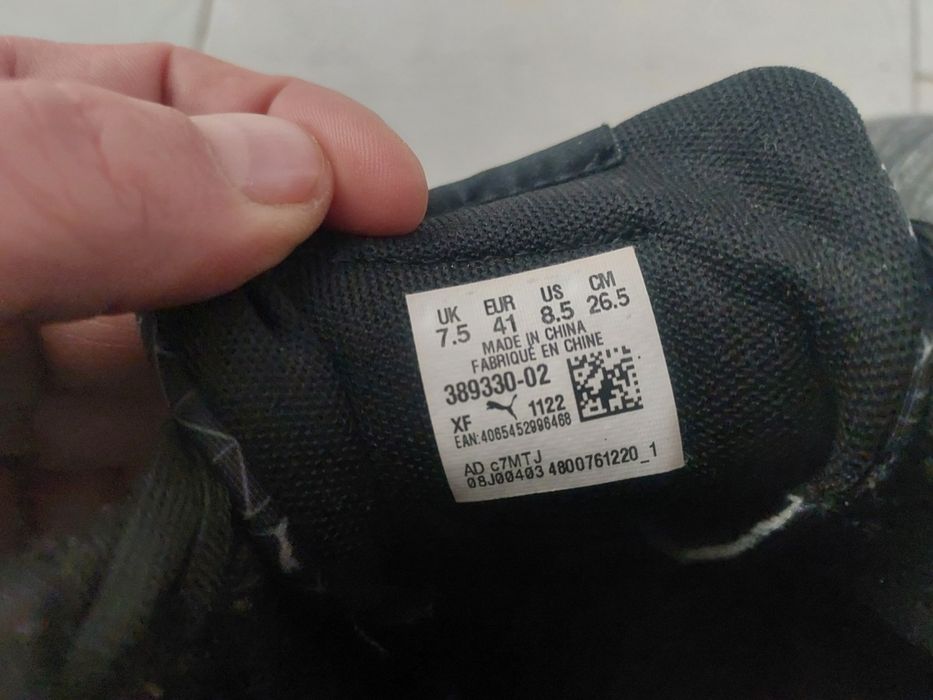 UK EUR US CM
7.5 41 8.5 26.5
MADE IN CHINA
FABRIQUÉ EN CHINE
389330-02
XF 1122
EAN:4065452996468
AD c7MTJ
08J00403 4800761220_1